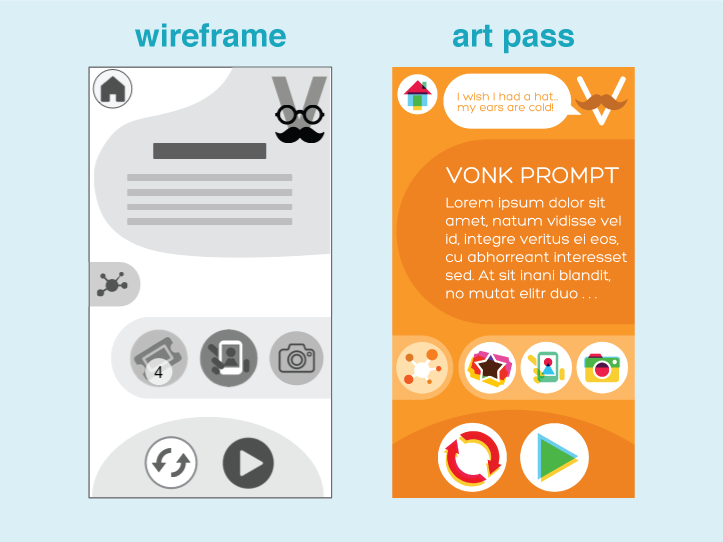 wireframe
art pass
4
I wish I had a hat..
my ears are cold!
VONK PROMPT
Lorem ipsum dolor sit
amet, natum vidisse vel
id, integre veritus ei eos,
cu abhorreant interesset
sed. At sit inani blandit,
no mutat elitr duo . . .